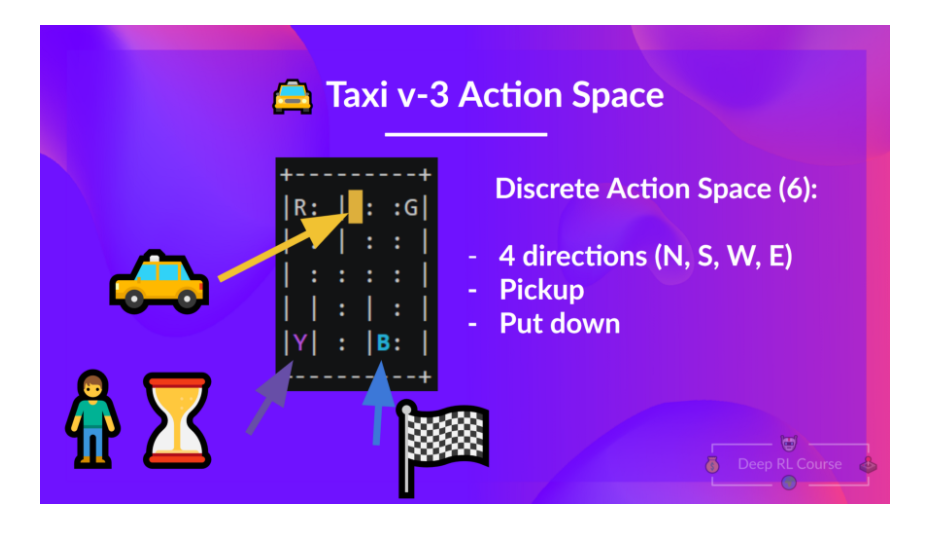 Taxi v-3 Action Space
+---------+
|R: | : :G|
| : | : : |
| : : : : |
| | : | : |
|Y| : |B: |
+---------+
Discrete Action Space (6):
- 4 directions (N, S, W, E)
- Pickup
- Put down
Deep RL Course